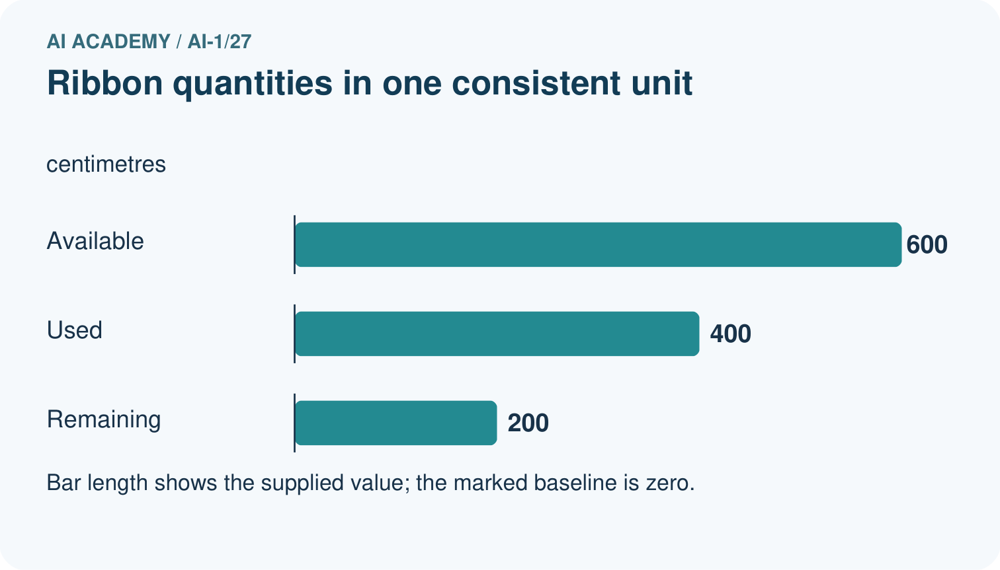 AI ACADEMY / AI-1/27
Ribbon quantities in one consistent unit
centimetres
Available 600
Used 400
Remaining 200
Bar length shows the supplied value; the marked baseline is zero.